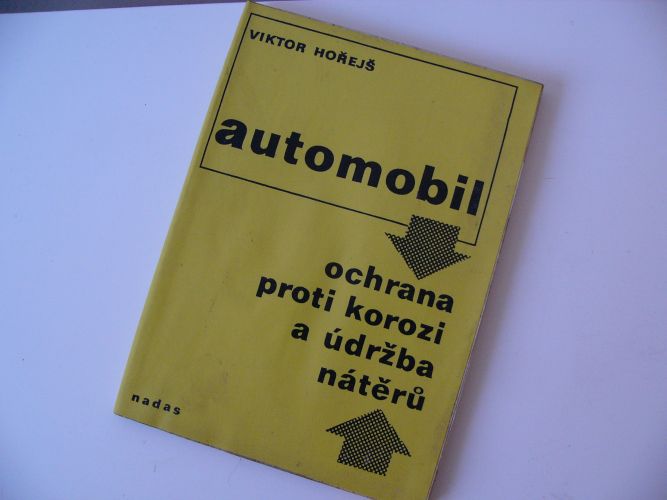 VIKTOR HOŘEJŠ
automobil
ochrana
proti korozi
a údržba
nátěrů
nadas